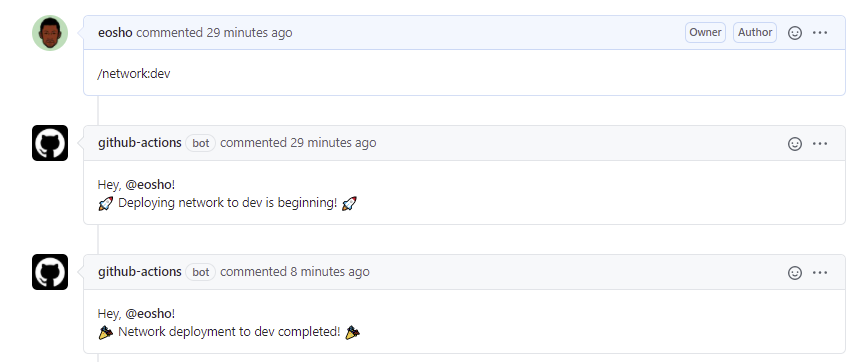 eosho commented 29 minutes ago Owner Author
/network:dev
github-actions bot commented 29 minutes ago
Hey, @eosho!
🚀 Deploying network to dev is beginning! 🚀
github-actions bot commented 8 minutes ago
Hey, @eosho!
🎉 Network deployment to dev completed! 🎉